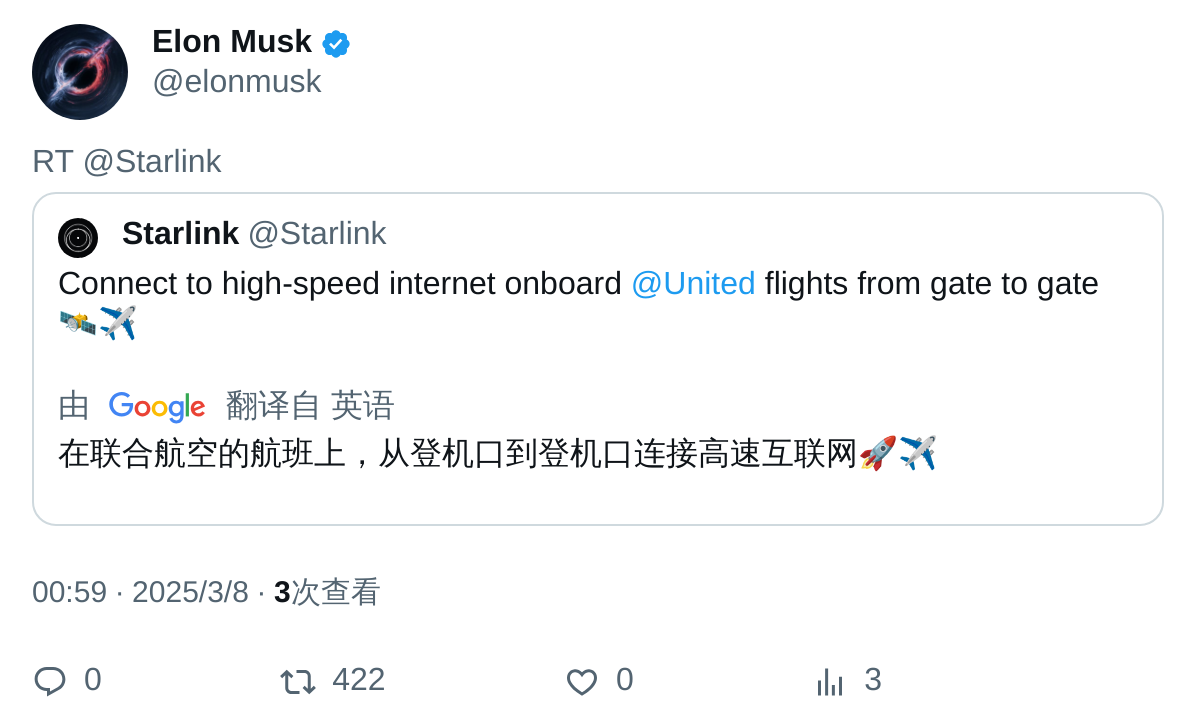 Elon Musk
@elonmusk
RT @Starlink
Starlink @Starlink
Connect to high-speed internet onboard @United flights from gate to gate
🛰️✈️
由 Google 翻译自 英语
在联合航空的航班上，从登机口到登机口连接高速互联网🚀✈️
00:59 · 2025/3/8 · 3次查看
0 422 0 3